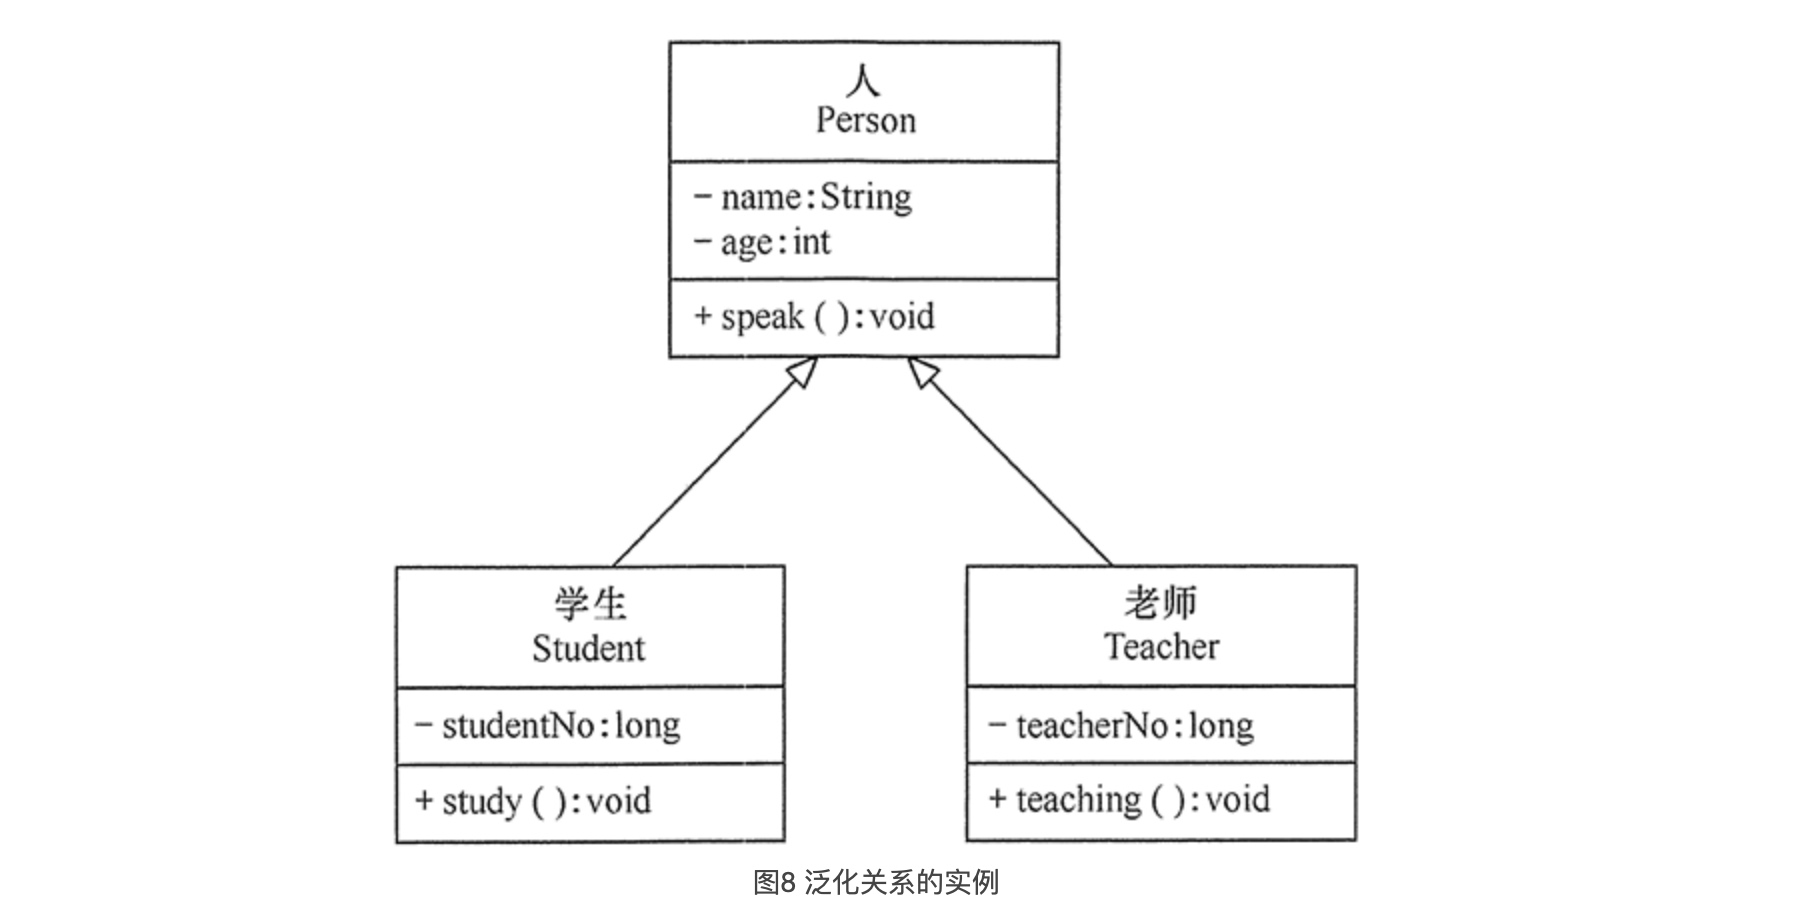 人
Person
− name:String
− age:int
+ speak ( ):void
学生
Student
− studentNo:long
+ study ( ):void
老师
Teacher
− teacherNo:long
+ teaching ( ):void
图8 泛化关系的实例